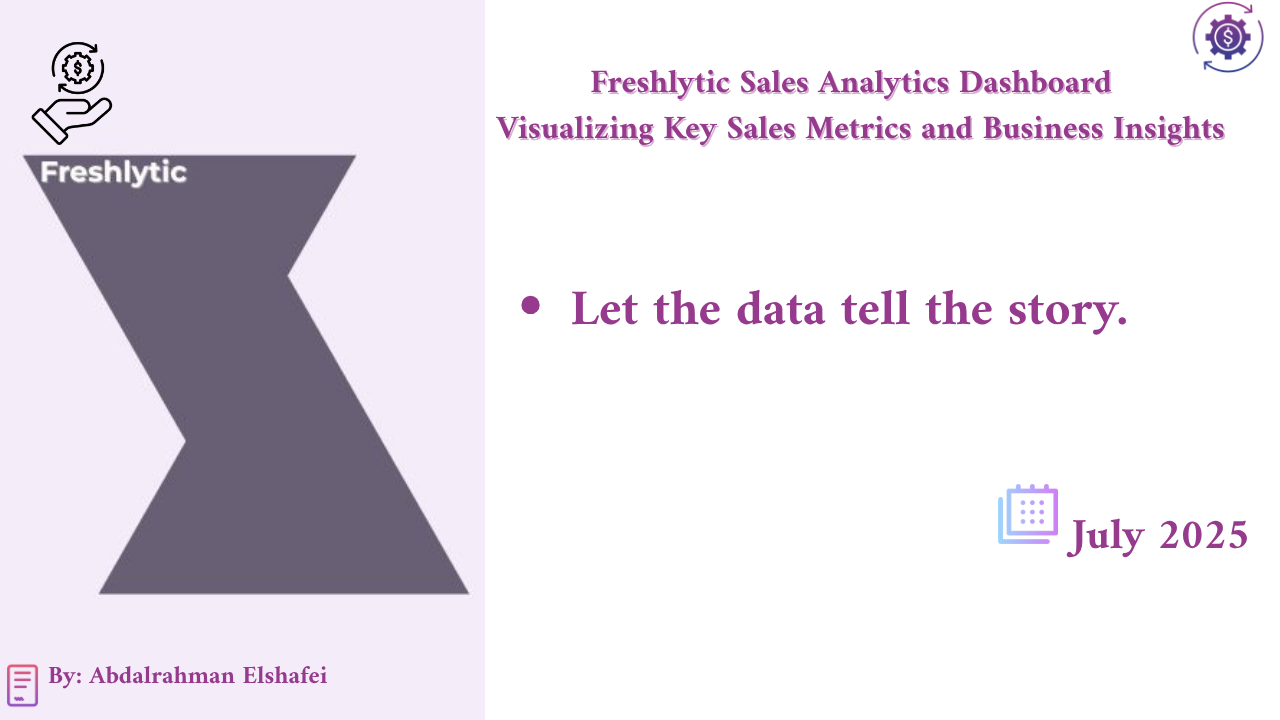 Freshlytic
Freshlytic Sales Analytics Dashboard
Visualizing Key Sales Metrics and Business Insights
• Let the data tell the story.
July 2025
By: Abdalrahman Elshafei